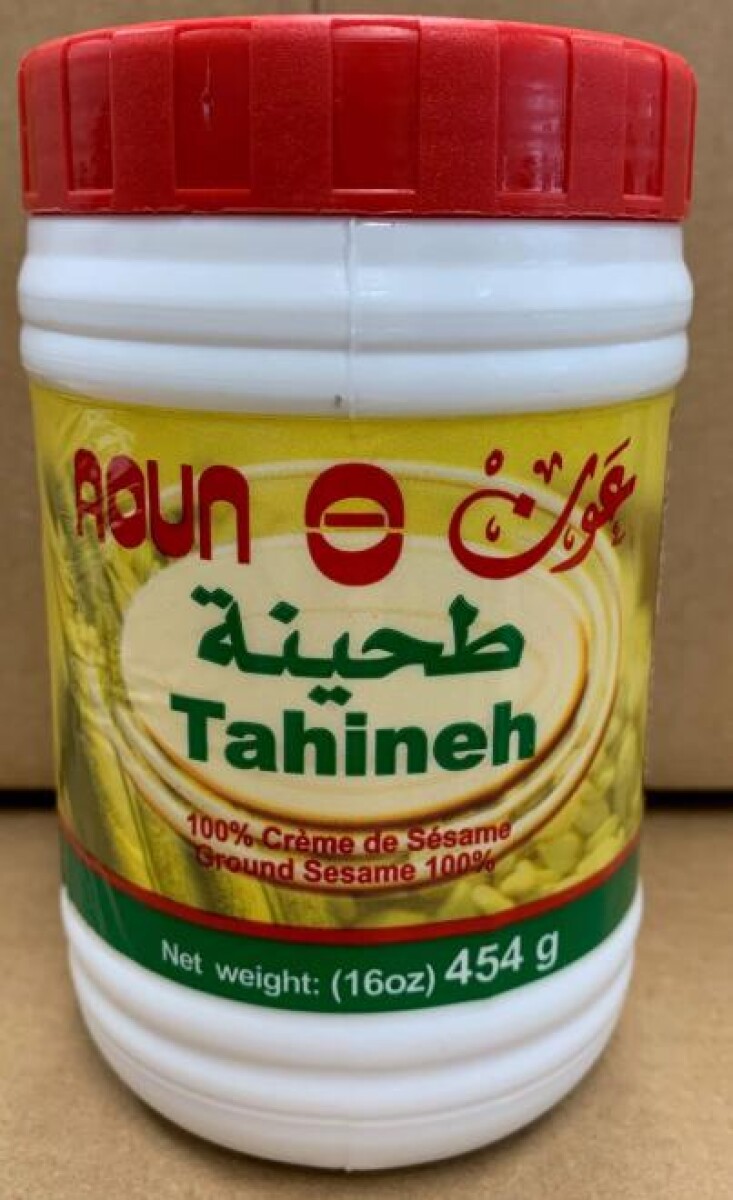 AOUN عون
طحينة
Tahineh
100% Crème de Sésame
Ground Sesame 100%
Net weight: (16oz) 454 g